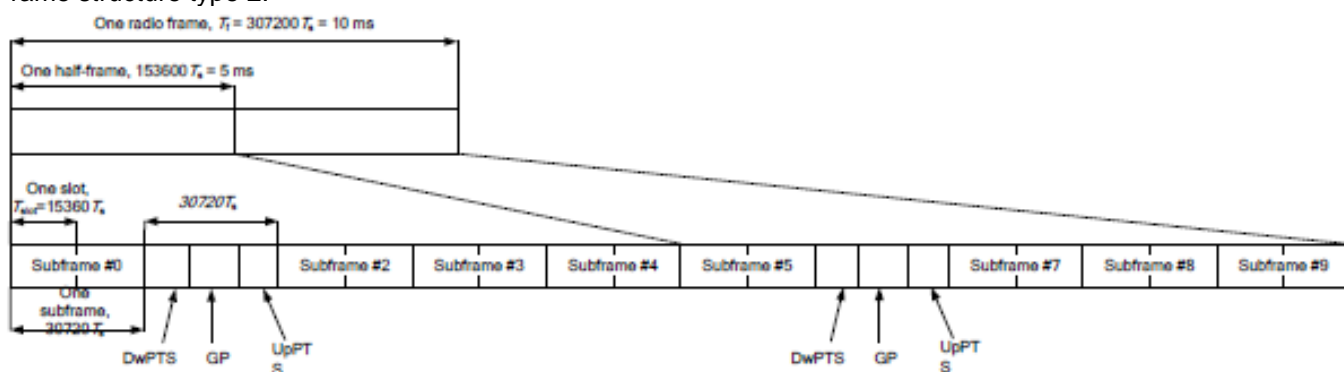 frame structure type 2.
One radio frame, Tf = 307200 Ts = 10 ms
One half-frame, 153600 Ts = 5 ms
One slot,
Tslot=15360 Ts
30720Ts
Subframe #0
Subframe #2
Subframe #3
Subframe #4
Subframe #5
Subframe #7
Subframe #8
Subframe #9
One
subframe,
30720 Ts
DwPTS
GP
UpPT
S
DwPTS
GP
UpPT
S